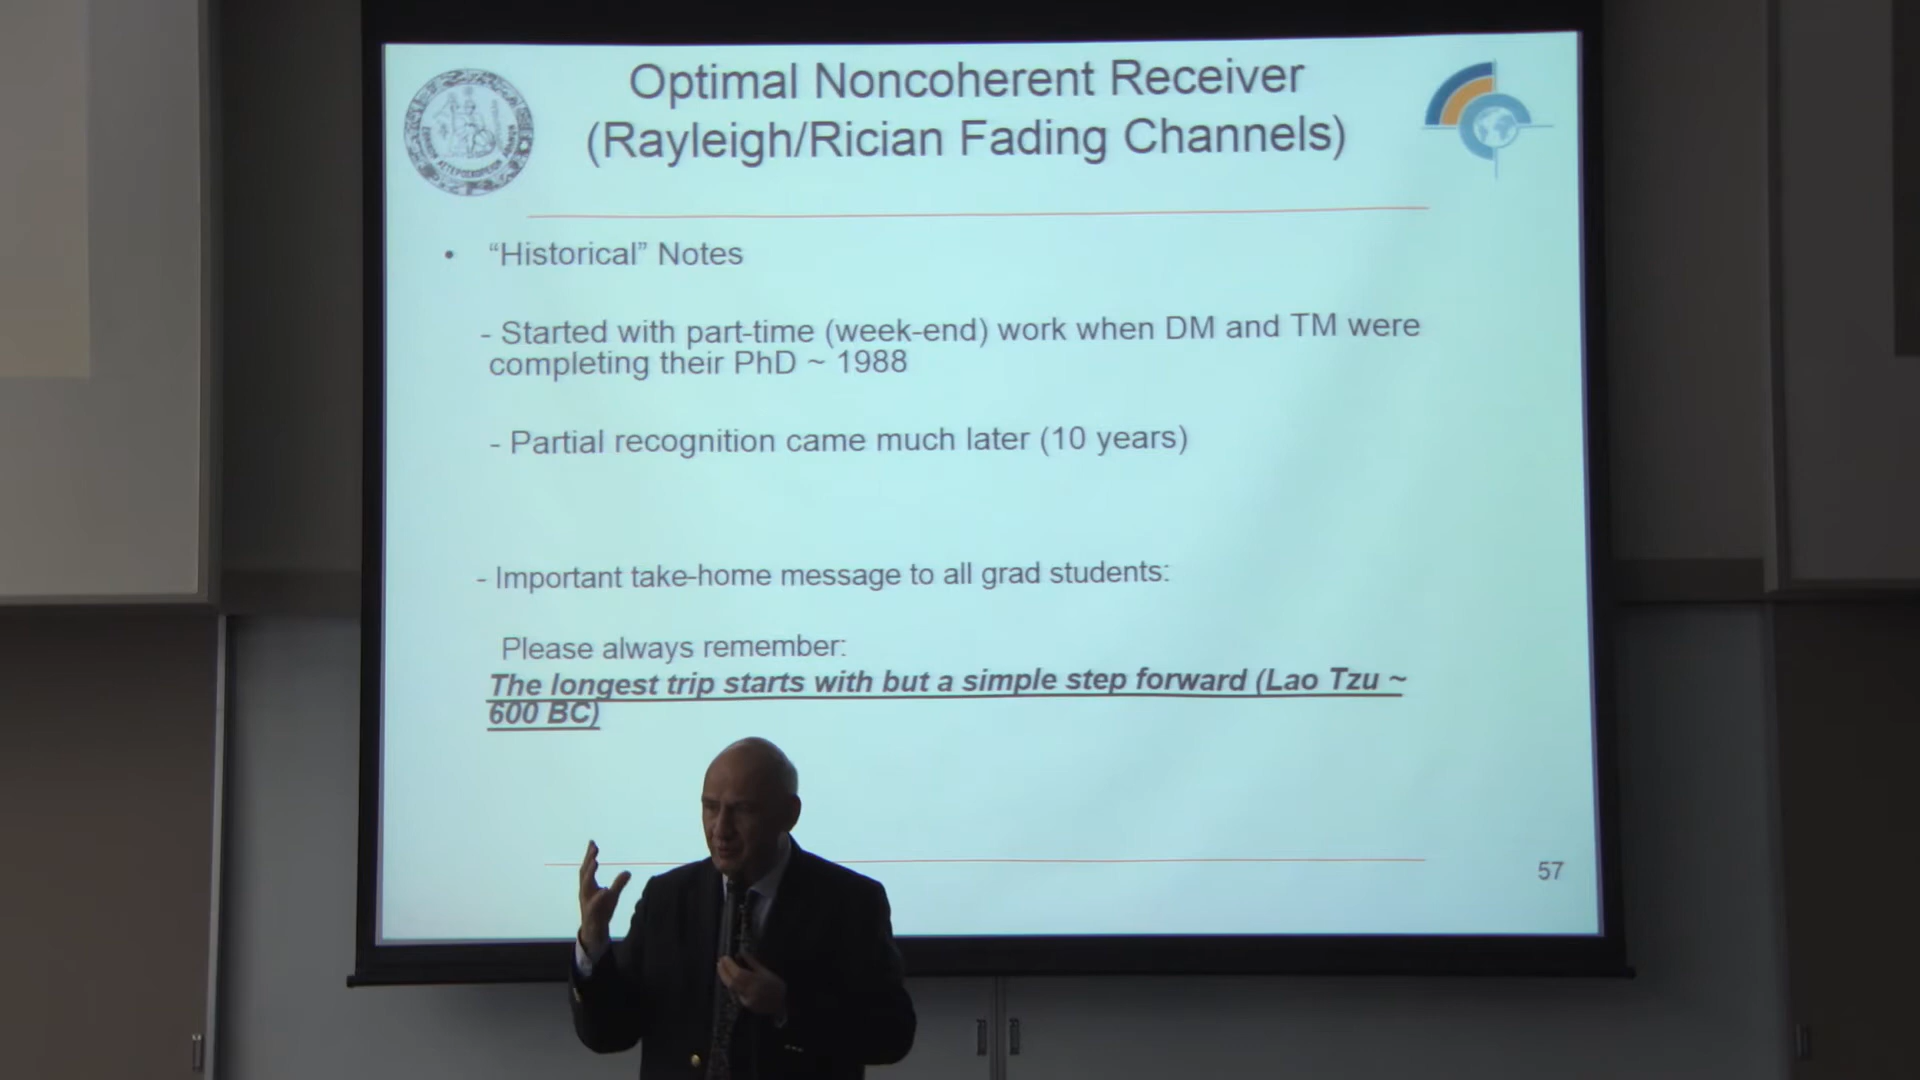 Optimal Noncoherent Receiver
(Rayleigh/Rician Fading Channels)
• “Historical” Notes
- Started with part-time (week-end) work when DM and TM were
completing their PhD ~ 1988
- Partial recognition came much later (10 years)
- Important take-home message to all grad students:
Please always remember:
The longest trip starts with but a simple step forward (Lao Tzu ~
600 BC)
57